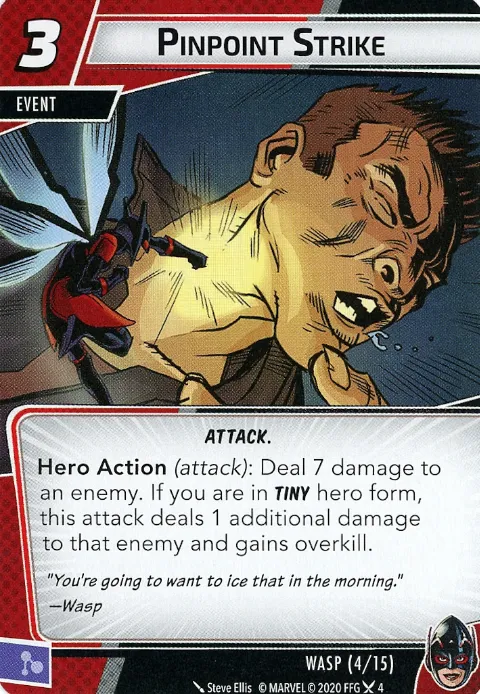 3
PINPOINT STRIKE
EVENT
ATTACK.
Hero Action (attack): Deal 7 damage to
an enemy. If you are in TINY hero form,
this attack deals 1 additional damage
to that enemy and gains overkill.
"You're going to want to ice that in the morning."
—Wasp
WASP (4/15)
Steve Ellis © MARVEL © 2020 FFG 4